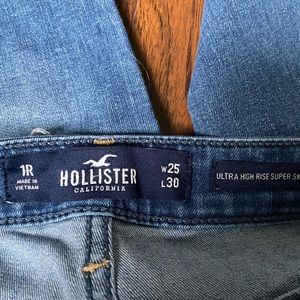 1R
MADE IN
VIETNAM
HOLLISTER
CALIFORNIA
W25
L30
ULTRA HIGH RISE SUPER SK